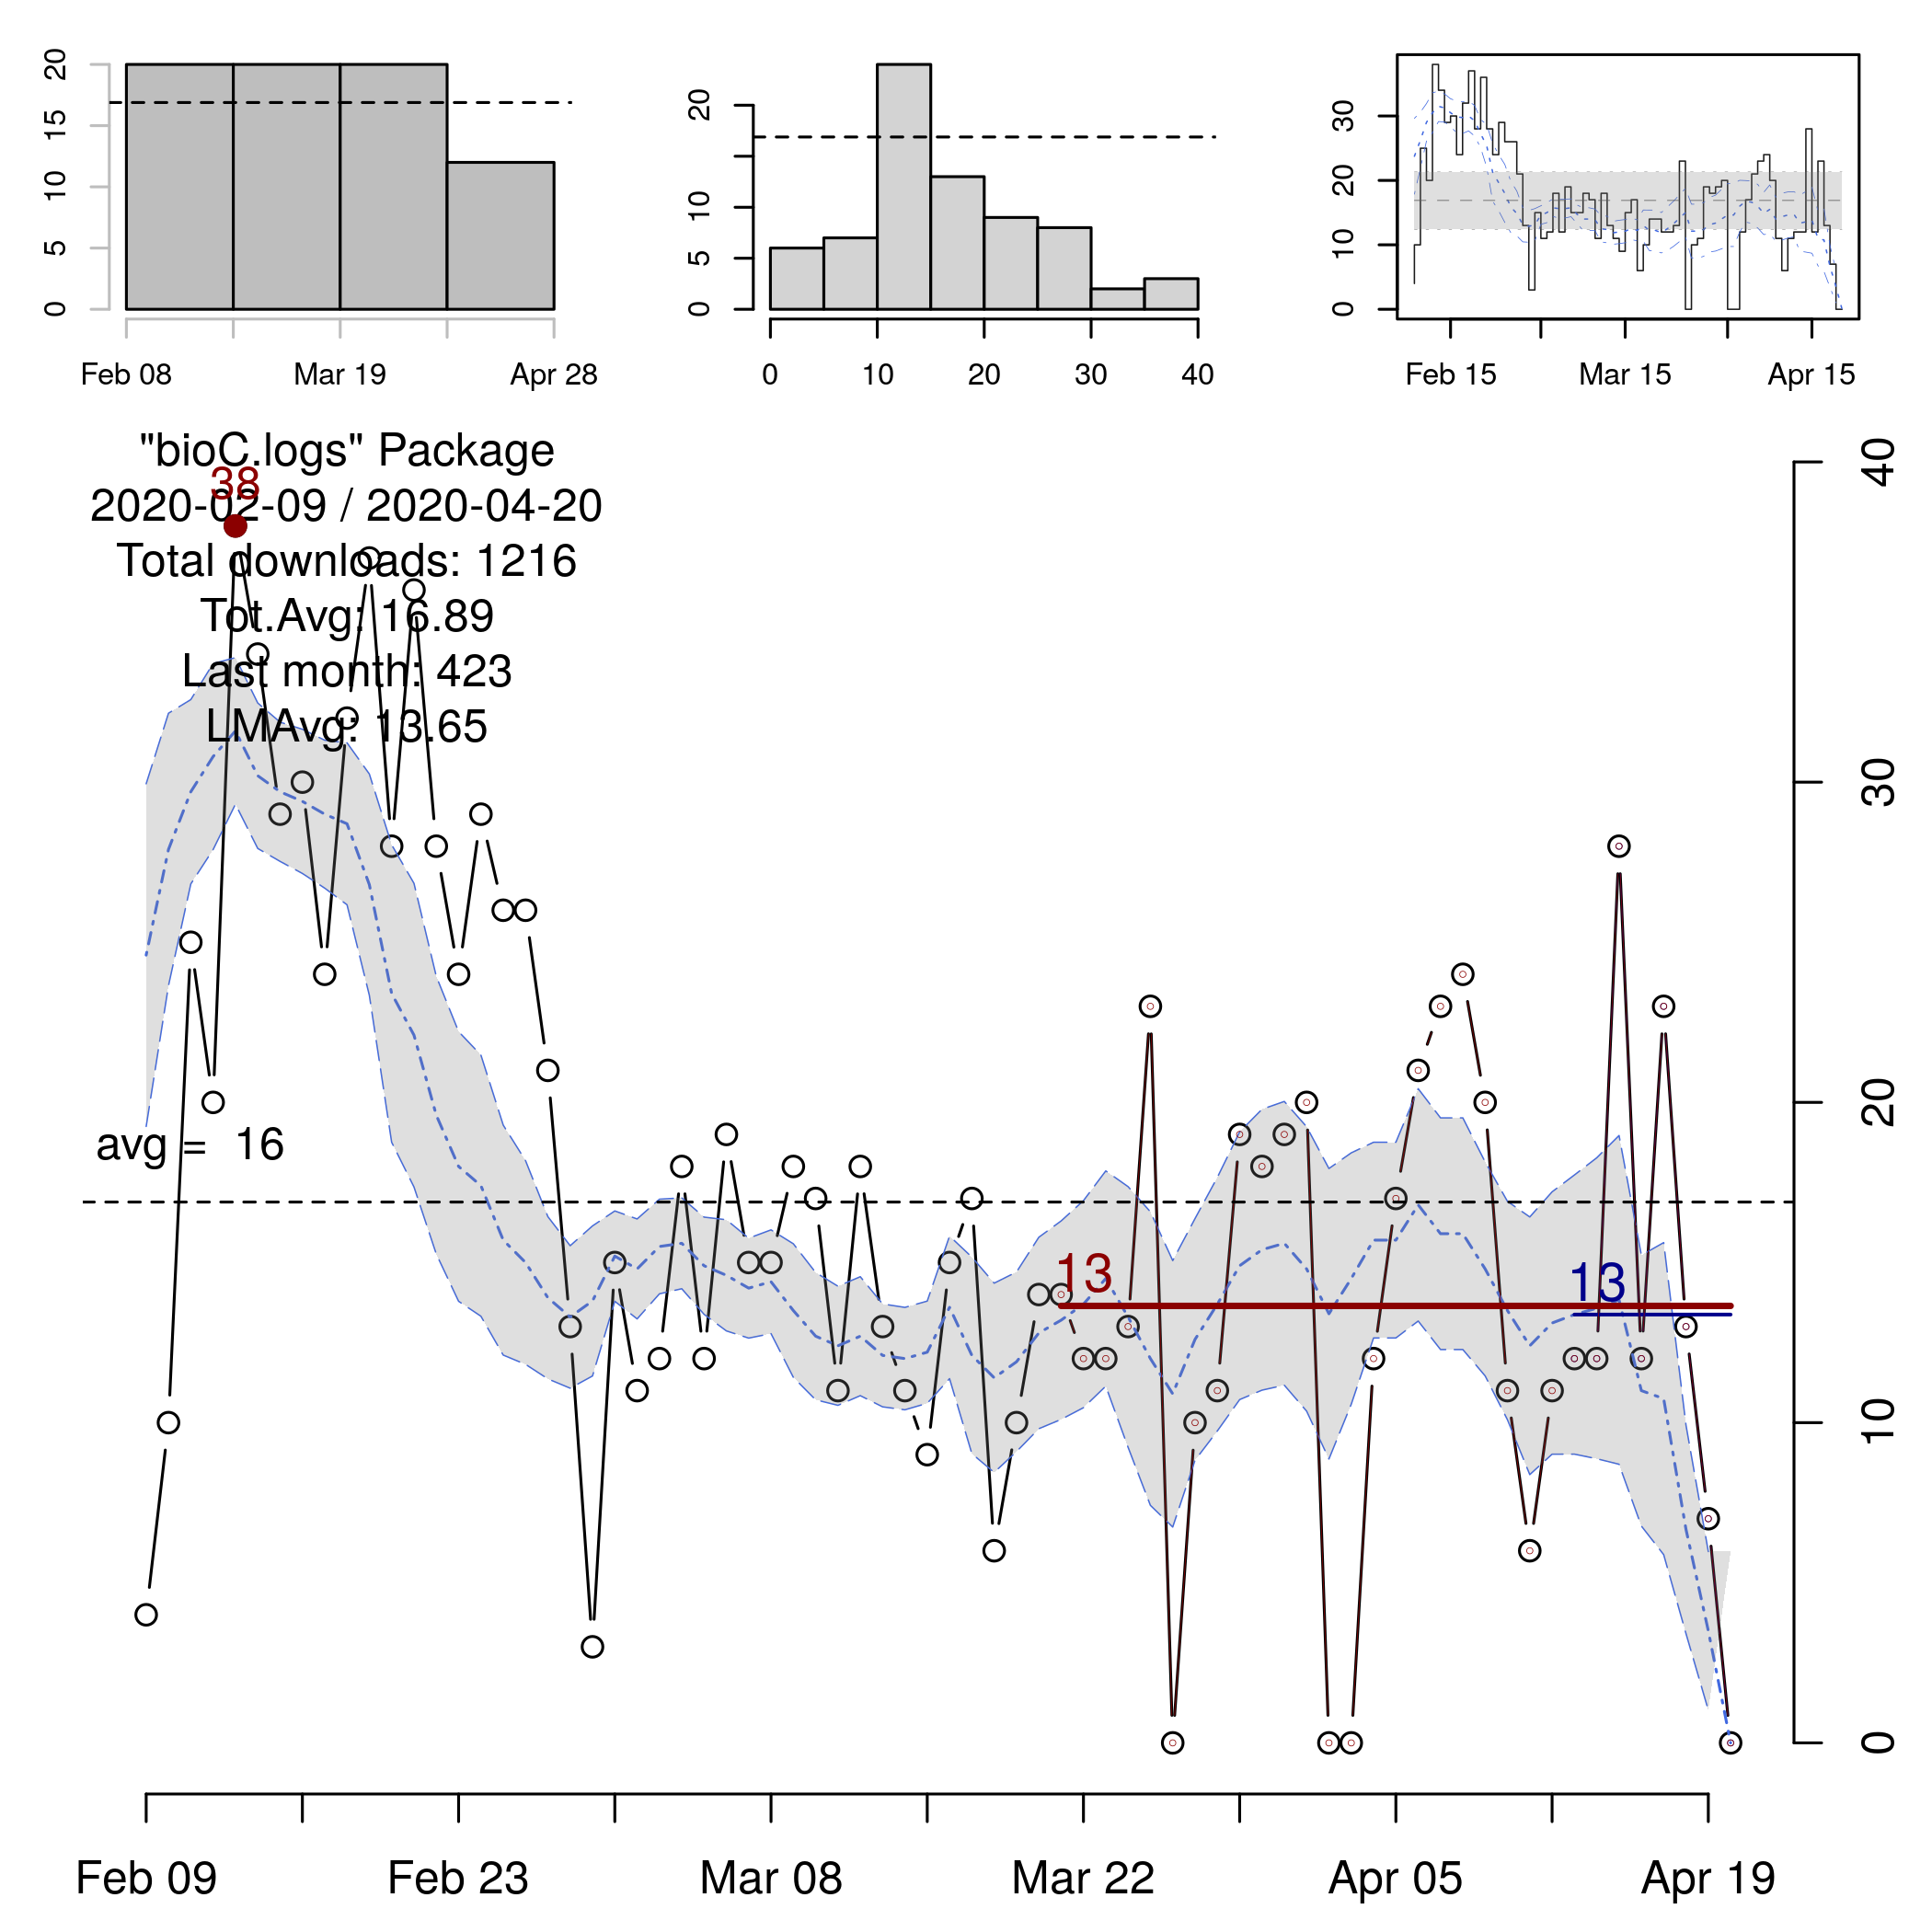 20
15
10
5
0
Feb 08 Mar 19 Apr 28
20
10
5
0
0 10 20 30 40
30
20
10
0
Feb 15 Mar 15 Apr 15
"bioC.logs" Package
38
2020-02-09 / 2020-04-20
Total downloads: 1216
Tot.Avg: 16.89
Last month: 423
LMAvg: 13.65
avg = 16
13
13
40
30
20
10
0
Feb 09 Feb 23 Mar 08 Mar 22 Apr 05 Apr 19